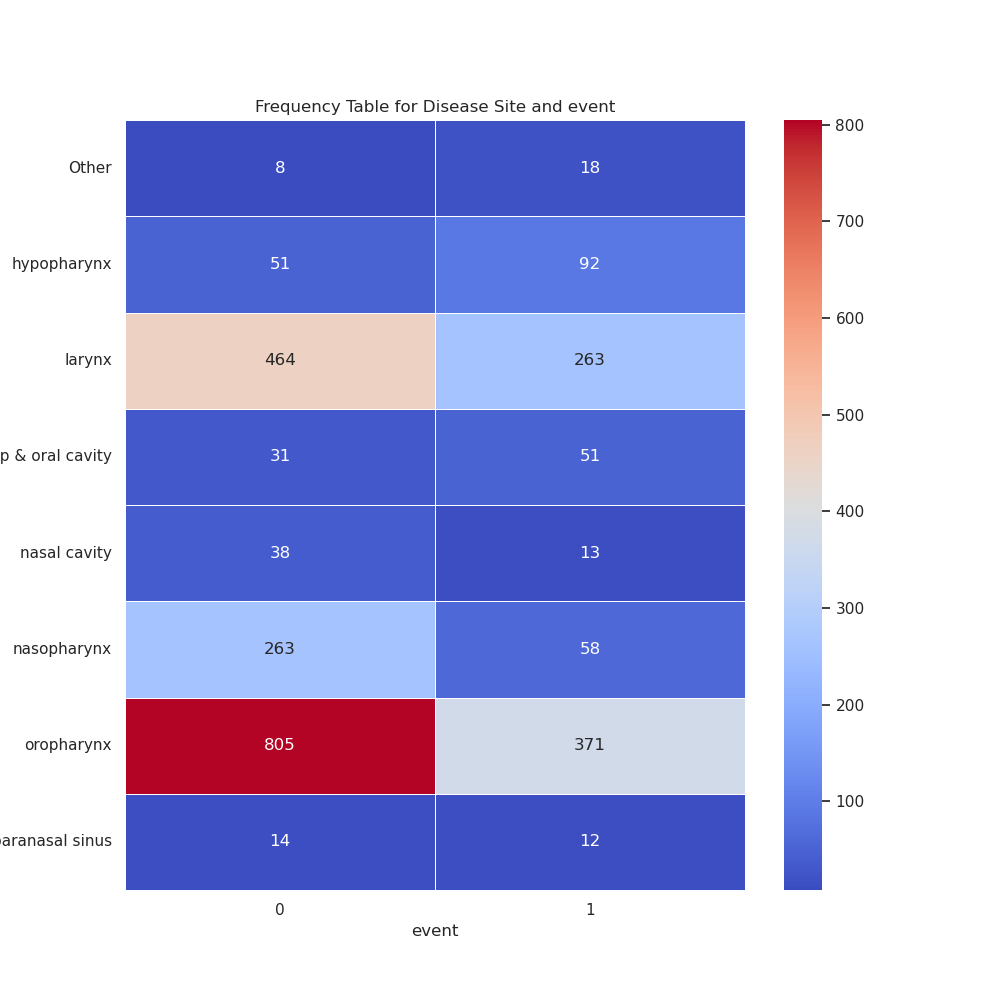 Frequency Table for Disease Site and event
Other 8 18
hypopharynx 51 92
larynx 464 263
p & oral cavity 31 51
nasal cavity 38 13
nasopharynx 263 58
oropharynx 805 371
paranasal sinus 14 12
0 1
event
800
700
600
500
400
300
200
100